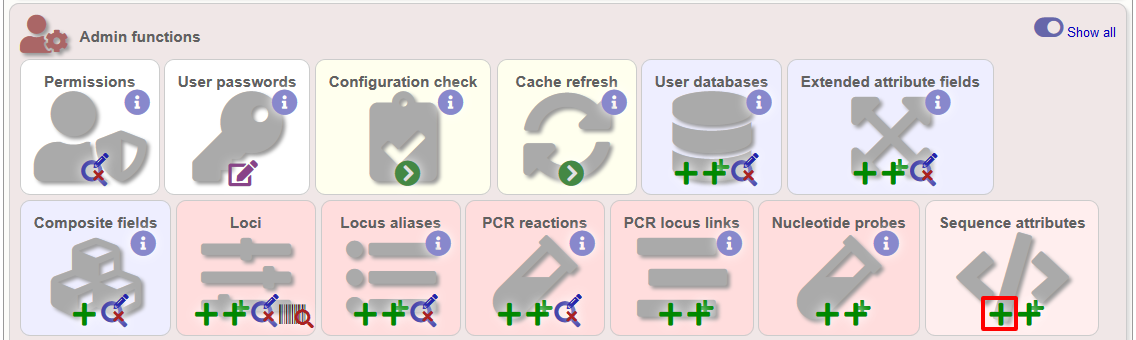 Admin functions
Show all
Permissions
User passwords
Configuration check
Cache refresh
User databases
Extended attribute fields
Composite fields
Loci
Locus aliases
PCR reactions
PCR locus links
Nucleotide probes
Sequence attributes